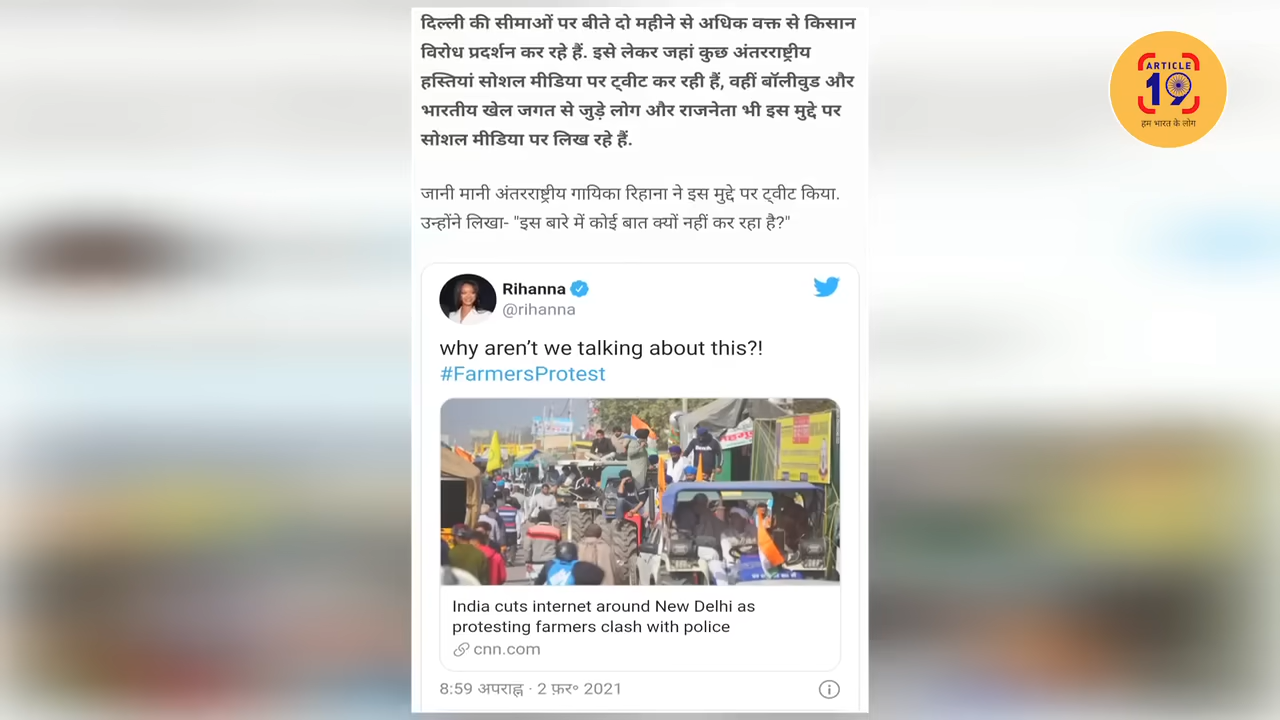 दिल्ली की सीमाओं पर बीते दो महीने से अधिक वक्त से किसान
विरोध प्रदर्शन कर रहे हैं. इसे लेकर जहां कुछ अंतरराष्ट्रीय
हस्तियां सोशल मीडिया पर ट्वीट कर रही हैं, वहीं बॉलीवुड और
भारतीय खेल जगत से जुड़े लोग और राजनेता भी इस मुद्दे पर
सोशल मीडिया पर लिख रहे हैं.
जानी मानी अंतरराष्ट्रीय गायिका रिहाना ने इस मुद्दे पर ट्वीट किया.
उन्होंने लिखा- "इस बारे में कोई बात क्यों नहीं कर रहा है?"
Rihanna
@rihanna
why aren’t we talking about this?!
#FarmersProtest
India cuts internet around New Delhi as
protesting farmers clash with police
cnn.com
8:59 अपराह्न · 2 फ़र॰ 2021
ARTICLE
19
हम भारत के लोग